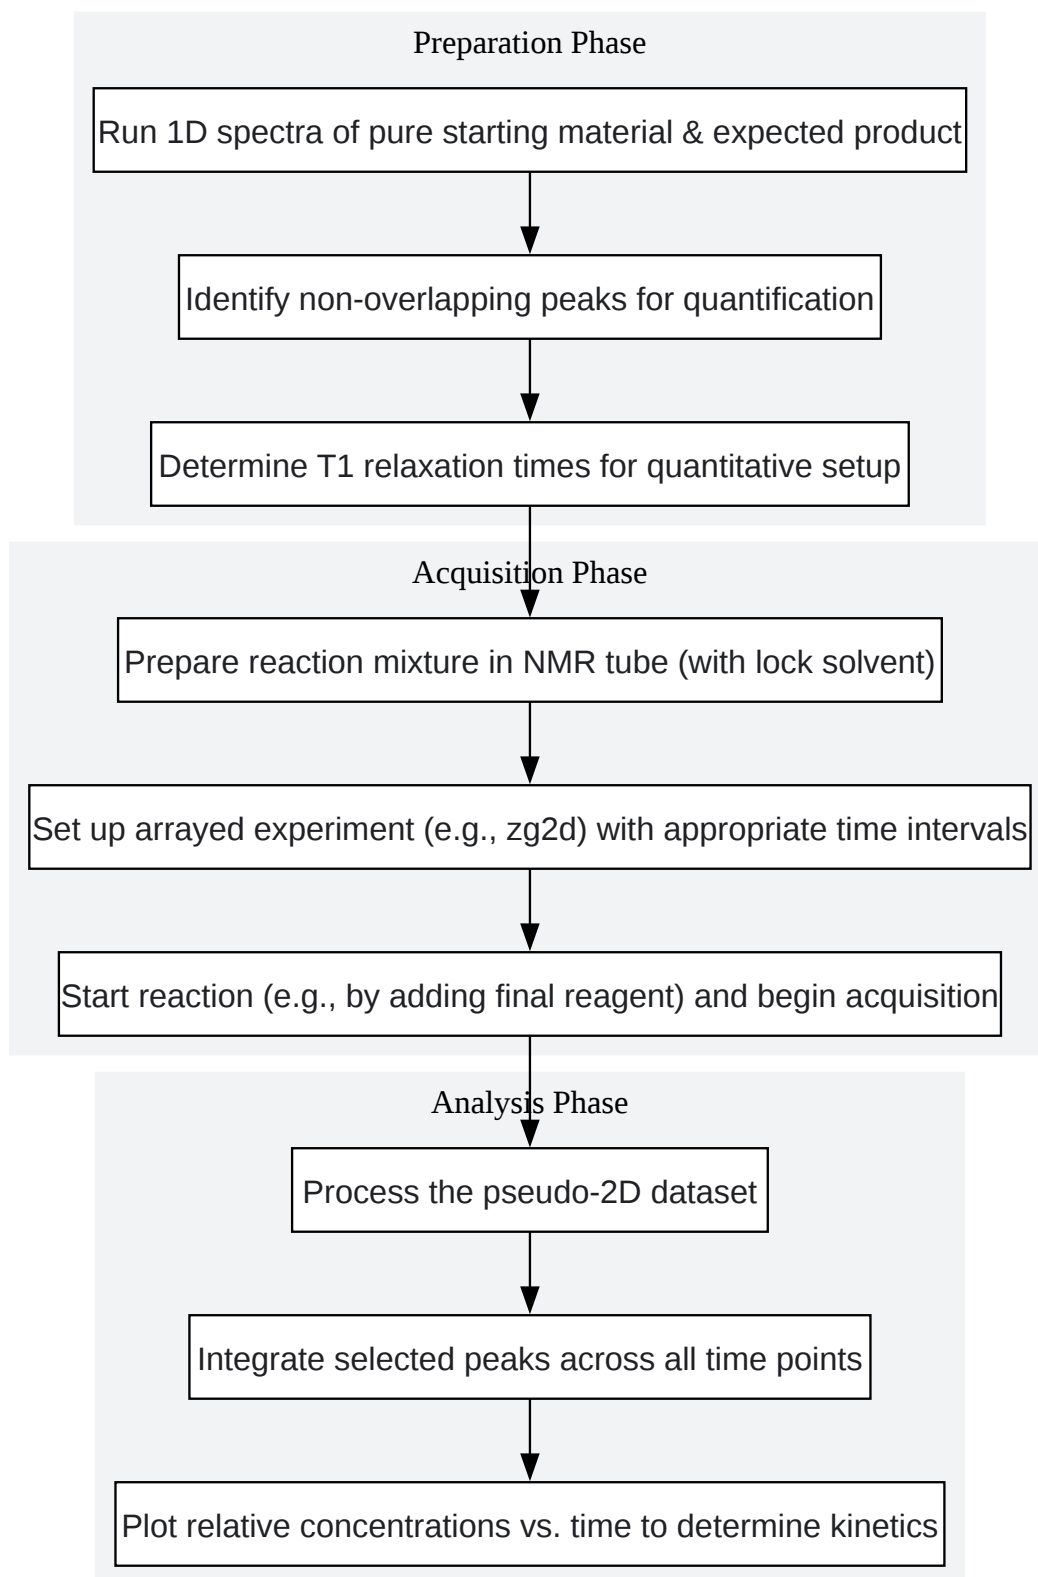 Preparation Phase
Run 1D spectra of pure starting material & expected product
Identify non-overlapping peaks for quantification
Determine T1 relaxation times for quantitative setup
Acquisition Phase
Prepare reaction mixture in NMR tube (with lock solvent)
Set up arrayed experiment (e.g., zg2d) with appropriate time intervals
Start reaction (e.g., by adding final reagent) and begin acquisition
Analysis Phase
Process the pseudo-2D dataset
Integrate selected peaks across all time points
Plot relative concentrations vs. time to determine kinetics